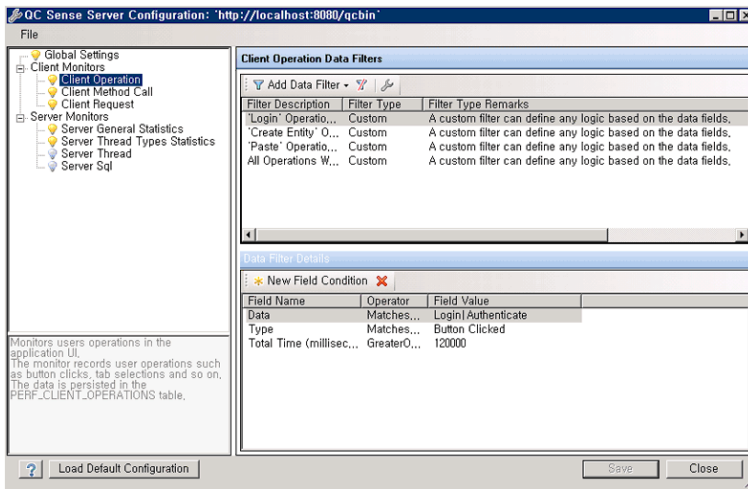 QC Sense Server Configuration: 'http://localhost:8080/qcbin'
File
Global Settings
Client Monitors
Client Operation
Client Method Call
Client Request
Server Monitors
Server General Statistics
Server Thread Types Statistics
Server Thread
Server Sql
Monitors users operations in the
application UI.
The monitor records user operations such
as button clicks, tab selections and so on.
The data is persisted in the
PERF_CLIENT_OPERATIONS table.
Client Operation Data Filters
Add Data Filter
Filter Description Filter Type Filter Type Remarks
'Login' Operatio... Custom A custom filter can define any logic based on the data fields.
'Create Entity' O... Custom A custom filter can define any logic based on the data fields.
'Paste' Operatio... Custom A custom filter can define any logic based on the data fields.
All Operations W... Custom A custom filter can define any logic based on the data fields.
Data Filter Details
New Field Condition
Field Name Operator Field Value
Data Matches... Login|Authenticate
Type Matches... Button Clicked
Total Time (millisec... GreaterO... 120000
? Load Default Configuration Save Close